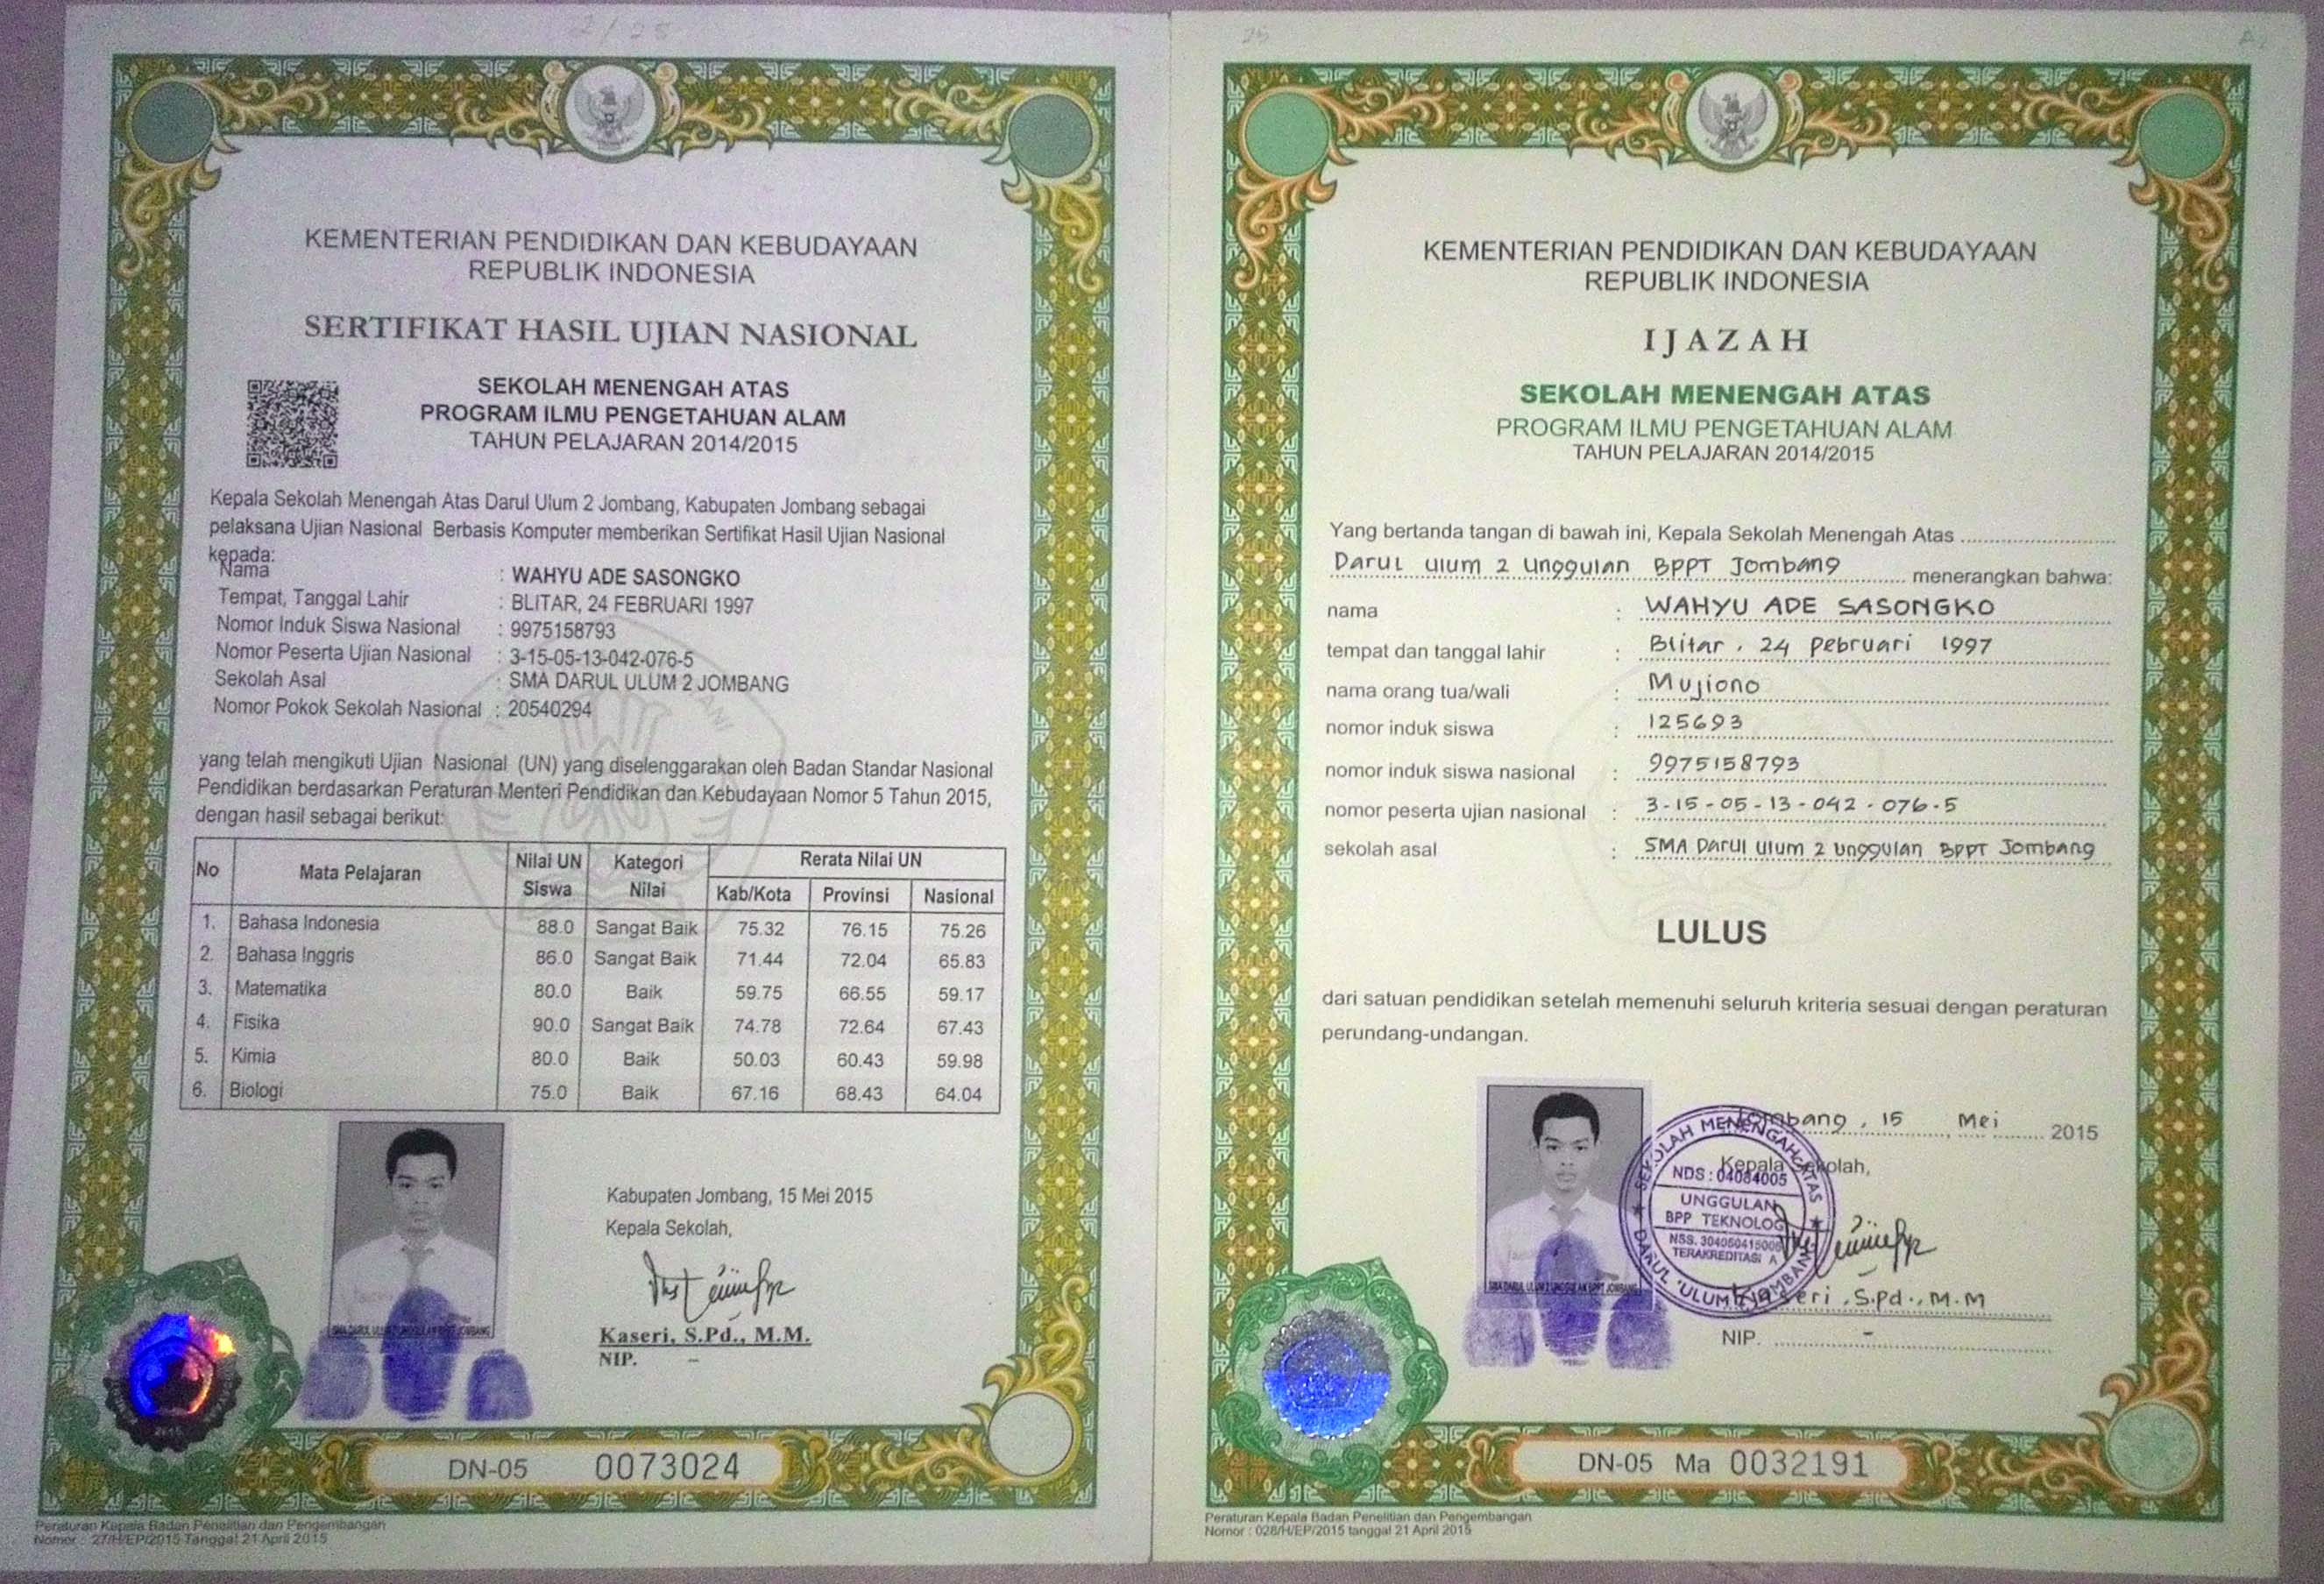 KEMENTERIAN PENDIDIKAN DAN KEBUDAYAAN
REPUBLIK INDONESIA
SERTIFIKAT HASIL UJIAN NASIONAL
SEKOLAH MENENGAH ATAS
PROGRAM ILMU PENGETAHUAN ALAM
TAHUN PELAJARAN 2014/2015
Kepala Sekolah Menengah Atas Darul Ulum 2 Jombang, Kabupaten Jombang sebagai
pelaksana Ujian Nasional Berbasis Komputer memberikan Sertifikat Hasil Ujian Nasional
kepada:
Nama : WAHYU ADE SASONGKO
Tempat, Tanggal Lahir : BLITAR, 24 FEBRUARI 1997
Nomor Induk Siswa Nasional : 9975158793
Nomor Peserta Ujian Nasional : 3-15-05-13-042-076-5
Sekolah Asal : SMA DARUL ULUM 2 JOMBANG
Nomor Pokok Sekolah Nasional : 20540294
yang telah mengikuti Ujian Nasional (UN) yang diselenggarakan oleh Badan Standar Nasional
Pendidikan berdasarkan Peraturan Menteri Pendidikan dan Kebudayaan Nomor 5 Tahun 2015,
dengan hasil sebagai berikut:
No Mata Pelajaran Nilai UN Siswa Kategori Nilai Rerata Nilai UN
Kab/Kota Provinsi Nasional
1. Bahasa Indonesia 88.0 Sangat Baik 75.32 76.15 75.26
2. Bahasa Inggris 86.0 Sangat Baik 71.44 72.04 65.83
3. Matematika 80.0 Baik 59.75 66.55 59.17
4. Fisika 90.0 Sangat Baik 74.78 72.64 67.43
5. Kimia 80.0 Baik 50.03 60.43 59.98
6. Biologi 75.0 Baik 67.16 68.43 64.04
Kabupaten Jombang, 15 Mei 2015
Kepala Sekolah,
SMA DARUL ULUM 2 UNGGULAN BPPT JOMBANG
Kaseri, S.Pd., M.M.
NIP. -
2015
DN-05 0073024
Peraturan Kepala Badan Penelitian dan Pengembangan
Nomor : 27/H/EP/2015 Tanggal 21 April 2015
KEMENTERIAN PENDIDIKAN DAN KEBUDAYAAN
REPUBLIK INDONESIA
IJAZAH
SEKOLAH MENENGAH ATAS
PROGRAM ILMU PENGETAHUAN ALAM
TAHUN PELAJARAN 2014/2015
Yang bertanda tangan di bawah ini, Kepala Sekolah Menengah Atas
Darul Ulum 2 Unggulan BPPT Jombang menerangkan bahwa:
nama : WAHYU ADE SASONGKO
tempat dan tanggal lahir : Blitar, 24 Pebruari 1997
nama orang tua/wali : Mujiono
nomor induk siswa : 125693
nomor induk siswa nasional : 9975158793
nomor peserta ujian nasional : 3-15-05-13-042-076-5
sekolah asal : SMA Darul Ulum 2 Unggulan BPPT Jombang
LULUS
dari satuan pendidikan setelah memenuhi seluruh kriteria sesuai dengan peraturan
perundang-undangan.
Jombang, 15 Mei 2015
Kepala Sekolah,
SEKOLAH MENENGAH ATAS
NDS : 04084005
UNGGULAN
BPP TEKNOLOGI
TERAKREDITASI A
DARUL 'ULUM 2 JOMBANG
SMA DARUL ULUM 2 UNGGULAN BPPT JOMBANG
Kaseri, S.Pd., M.M
NIP. -
DN-05 Ma 0032191
Peraturan Kepala Badan Penelitian dan Pengembangan
Nomor : 028/H/EP/2015 tanggal 21 April 2015